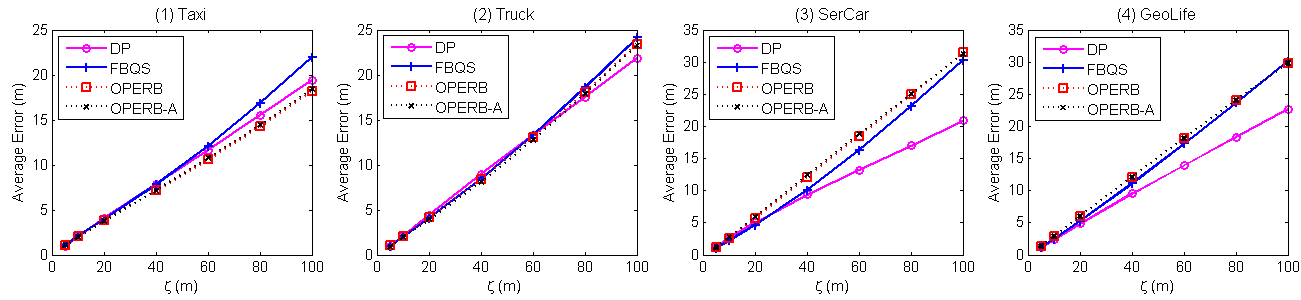 (1) Taxi
25
20
15
10
5
0
0 20 40 60 80 100
Average Error (m)
ζ (m)
DP
FBQS
OPERB
OPERB-A
(2) Truck
25
20
15
10
5
0
0 20 40 60 80 100
Average Error (m)
ζ (m)
DP
FBQS
OPERB
OPERB-A
(3) SerCar
35
30
25
20
15
10
5
0
0 20 40 60 80 100
Average Error (m)
ζ (m)
DP
FBQS
OPERB
OPERB-A
(4) GeoLife
35
30
25
20
15
10
5
0
0 20 40 60 80 100
Average Error (m)
ζ (m)
DP
FBQS
OPERB
OPERB-A